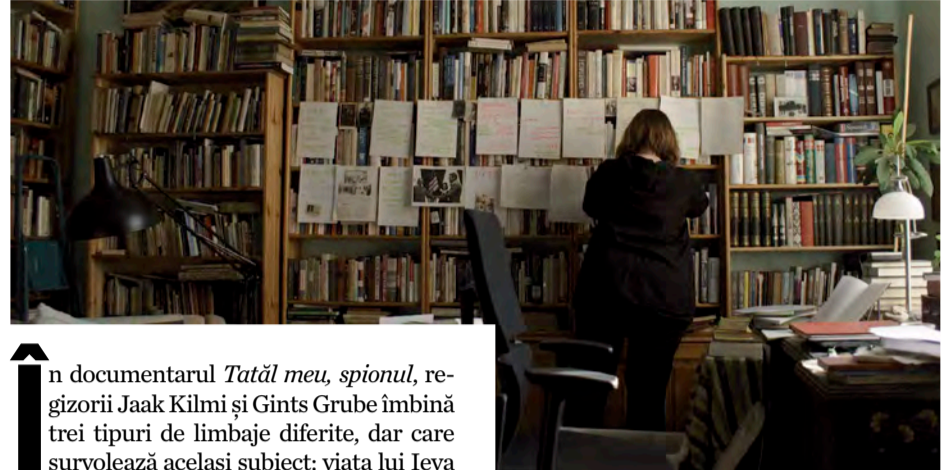 În documentarul Tatăl meu, spionul, re-
gizorii Jaak Kilmi și Gints Grube îmbină
trei tipuri de limbaje diferite, dar care
survolează același subiect: viața lui Ieva